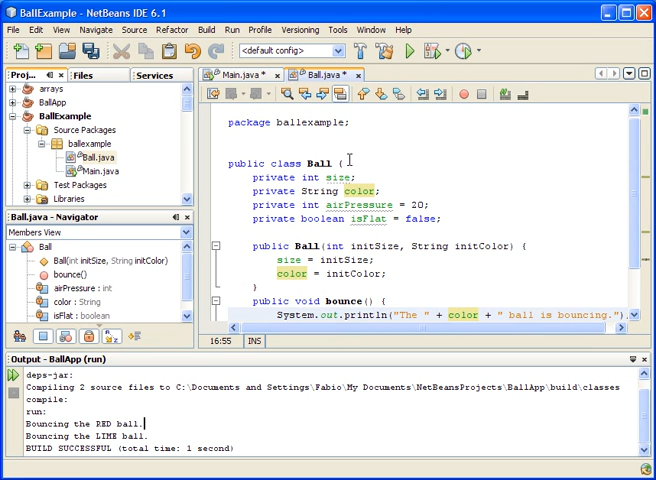 BallExample - NetBeans IDE 6.1
File Edit View Navigate Source Refactor Build Run Profile Versioning Tools Window Help
<default config>
Proj... Files Services
arrays
BallApp
BallExample
Source Packages
ballexample
Ball.java
Main.java
Test Packages
Libraries
Main.java * Ball.java *
package ballexample;
public class Ball {
private int size;
private String color;
private int airPressure = 20;
private boolean isFlat = false;
public Ball(int initSize, String initColor) {
size = initSize;
color = initColor;
}
public void bounce() {
System.out.println("The " + color + " ball is bouncing.")
16:55 INS
Ball.java - Navigator
Members View
Ball
Ball(int initSize, String initColor)
bounce()
airPressure : int
color : String
isFlat : boolean
Output - BallApp (run)
deps-jar:
Compiling 2 source files to C:\Documents and Settings\Fabio\My Documents\NetBeansProjects\BallApp\build\classes
compile:
run:
Bouncing the RED ball.
Bouncing the LIME ball.
BUILD SUCCESSFUL (total time: 1 second)